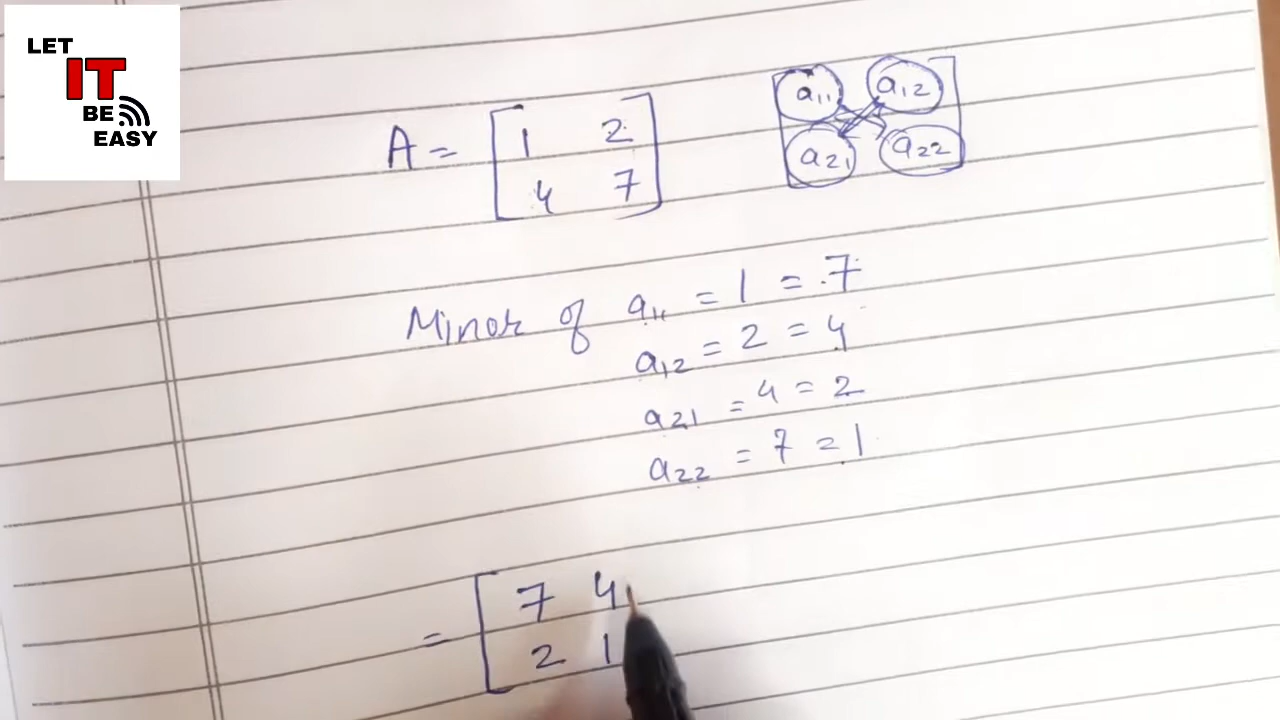 LET
IT
BE
EASY
A = [ 1 2
4 7 ]
[ a₁₁ a₁₂
a₂₁ a₂₂ ]
Minor of a₁₁ = 1 = 7
a₁₂ = 2 = 4
a₂₁ = 4 = 2
a₂₂ = 7 = 1
= [ 7 4
2 1